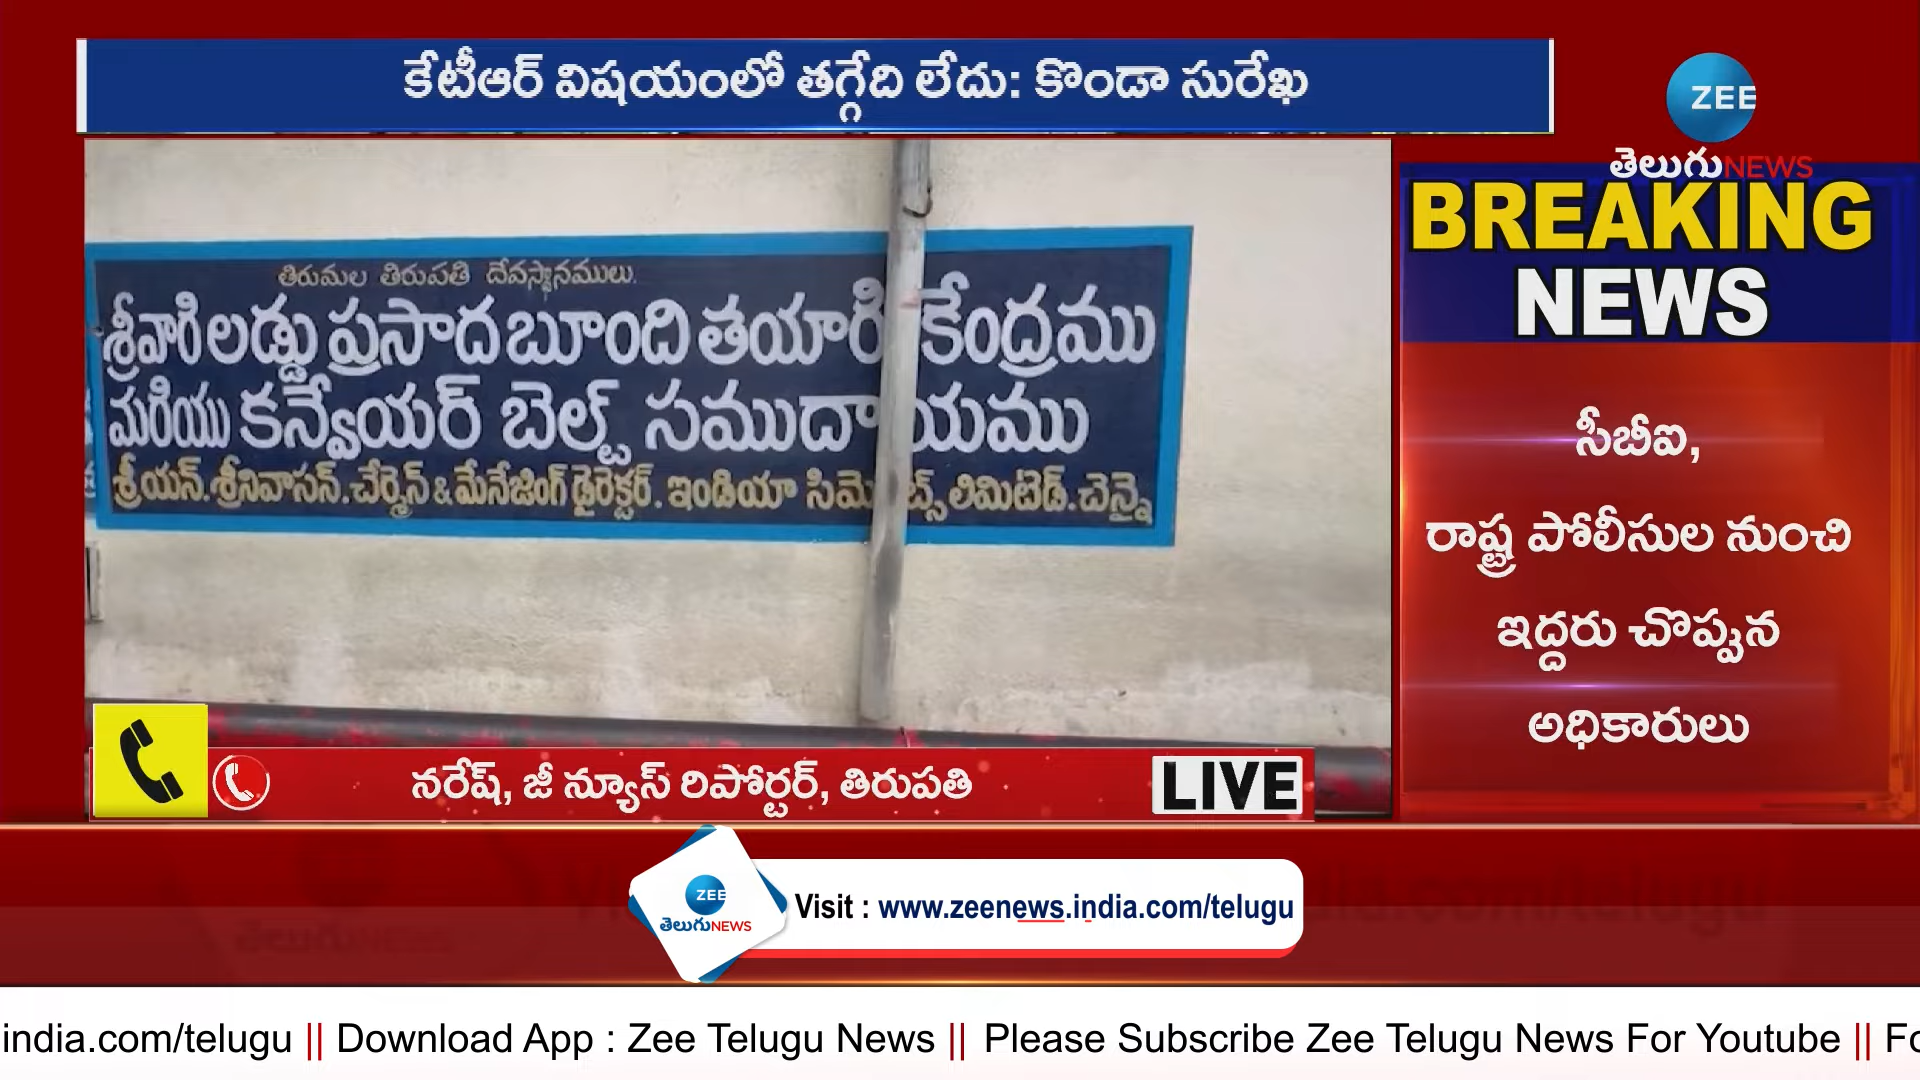 కేటీఆర్ విషయంలో తగ్గేది లేదు: కొండా సురేఖ
ZEE
తెలుగు NEWS
BREAKING
NEWS
సీబీఐ,
రాష్ట్ర పోలీసుల నుంచి
ఇద్దరు చొప్పున
అధికారులు
తిరుమల తిరుపతి దేవస్థానములు.
శ్రీవారి లడ్డు ప్రసాద బూంది తయారి కేంద్రము
మరియు కన్వేయర్ బెల్ట్ సముదాయము
శ్రీ.యన్.శ్రీనివాసన్.చేర్మైన్ & మేనేజింగ్ డైరెక్టర్. ఇండియా సిమెంట్స్ లిమిటెడ్. చెన్నై
నరేష్, జీ న్యూస్ రిపోర్టర్, తిరుపతి
LIVE
ZEE
తెలుగు NEWS
Visit : www.zeenews.india.com/telugu
india.com/telugu || Download App : Zee Telugu News || Please Subscribe Zee Telugu News For Youtube || Fo